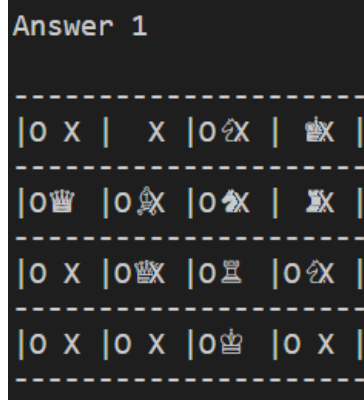 Answer 1
-----------------------
|O X |  X |O♘X | ♚X |
-----------------------
|O♛ |O♗X |O♞X | ♜X |
-----------------------
|O X |O♕X |O♖ |O♘X |
-----------------------
|O X |O X |O♔ |O X |
-----------------------